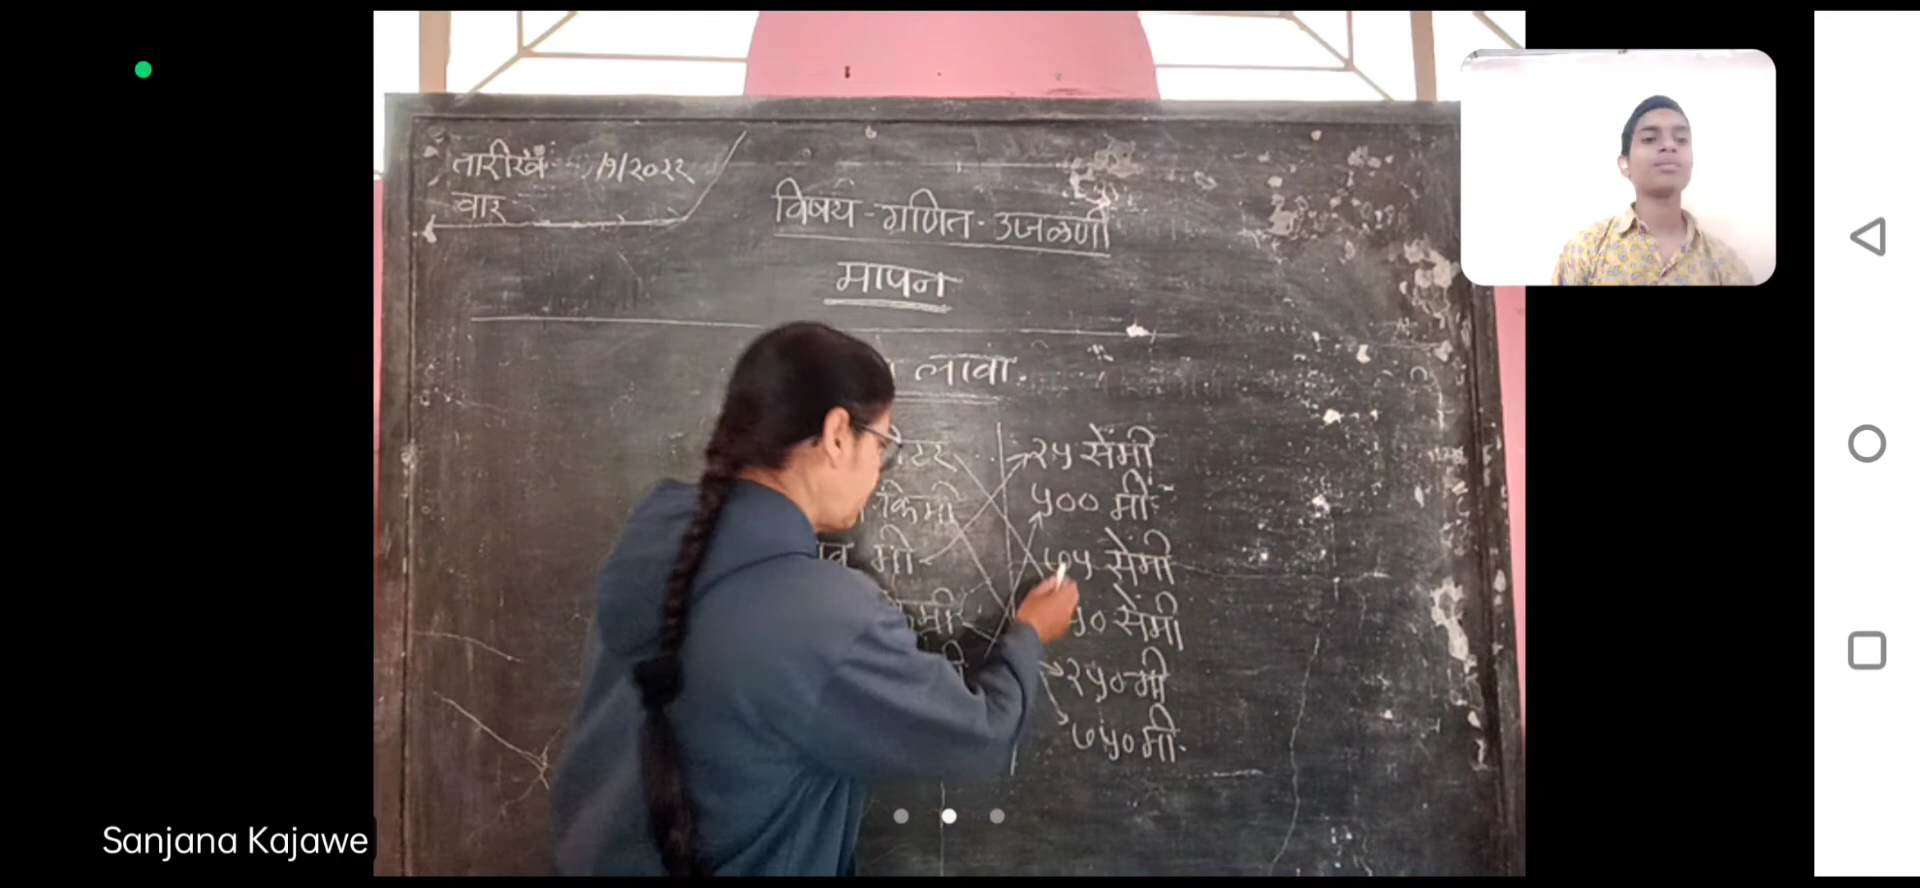 तारीख /१/२०२२
वार
विषय - गणित - उजळणी
मापन
लावा.
२५ सेंमी
५०० मी.
किमी
७५ सेंमी
मी
५० सेंमी
२५० मी
७५० मी.
Sanjana Kajawe